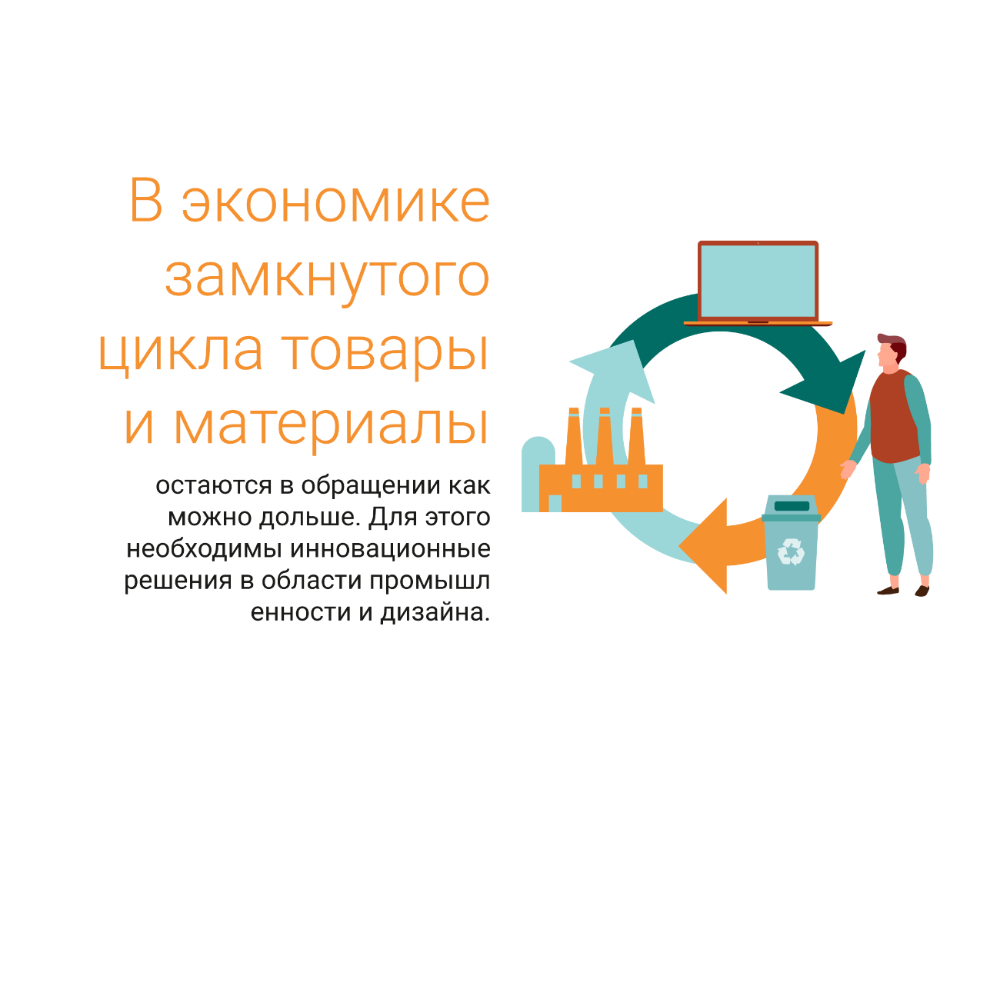 В экономике
замкнутого
цикла товары
и материалы
остаются в обращении как
можно дольше. Для этого
необходимы инновационные
решения в области промышл
енности и дизайна.